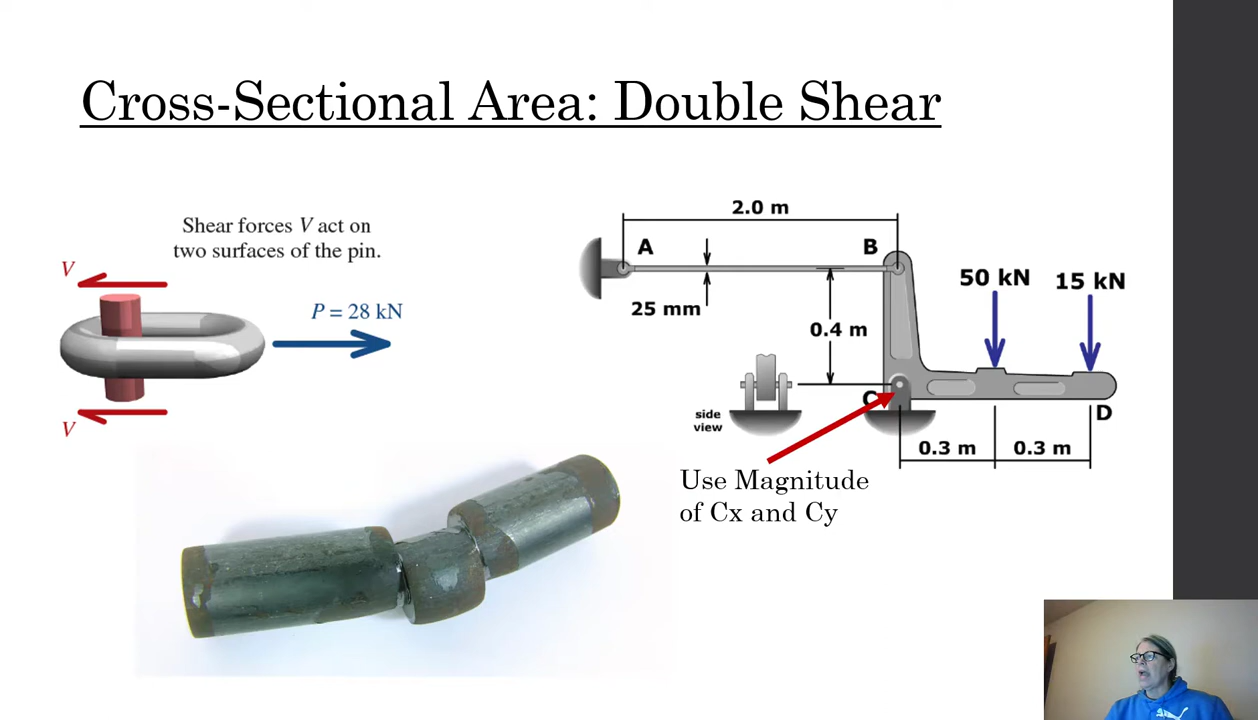 Cross-Sectional Area: Double Shear
Shear forces V act on
two surfaces of the pin.
V
P = 28 kN
V
2.0 m
A
B
25 mm
0.4 m
50 kN
15 kN
side
view
C
D
0.3 m
0.3 m
Use Magnitude
of Cx and Cy